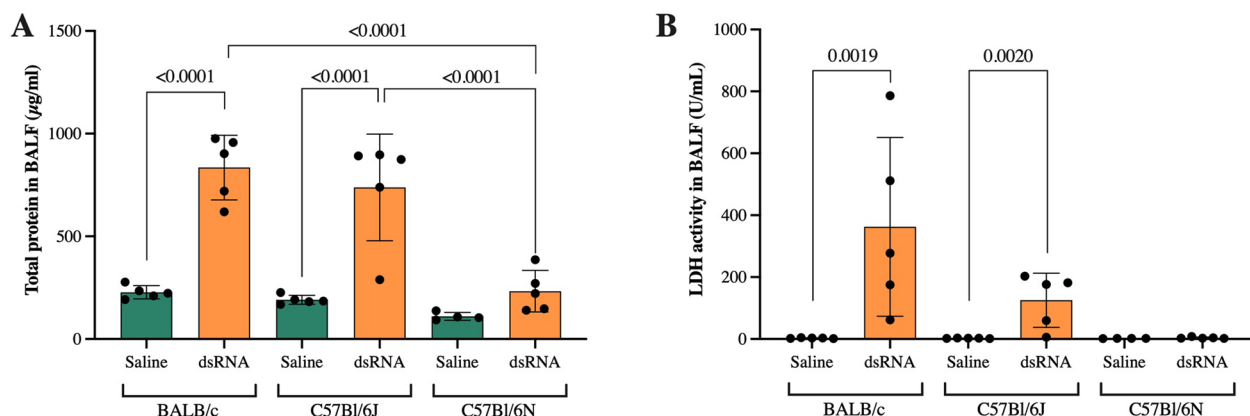 A
Total protein in BALF (µg/ml)
1500
1000
500
0
<0.0001
<0.0001
<0.0001
<0.0001
Saline
dsRNA
Saline
dsRNA
Saline
dsRNA
BALB/c
C57Bl/6J
C57Bl/6N
B
LDH activity in BALF (U/mL)
1000
800
600
400
200
0
0.0019
0.0020
Saline
dsRNA
Saline
dsRNA
Saline
dsRNA
BALB/c
C57Bl/6J
C57Bl/6N